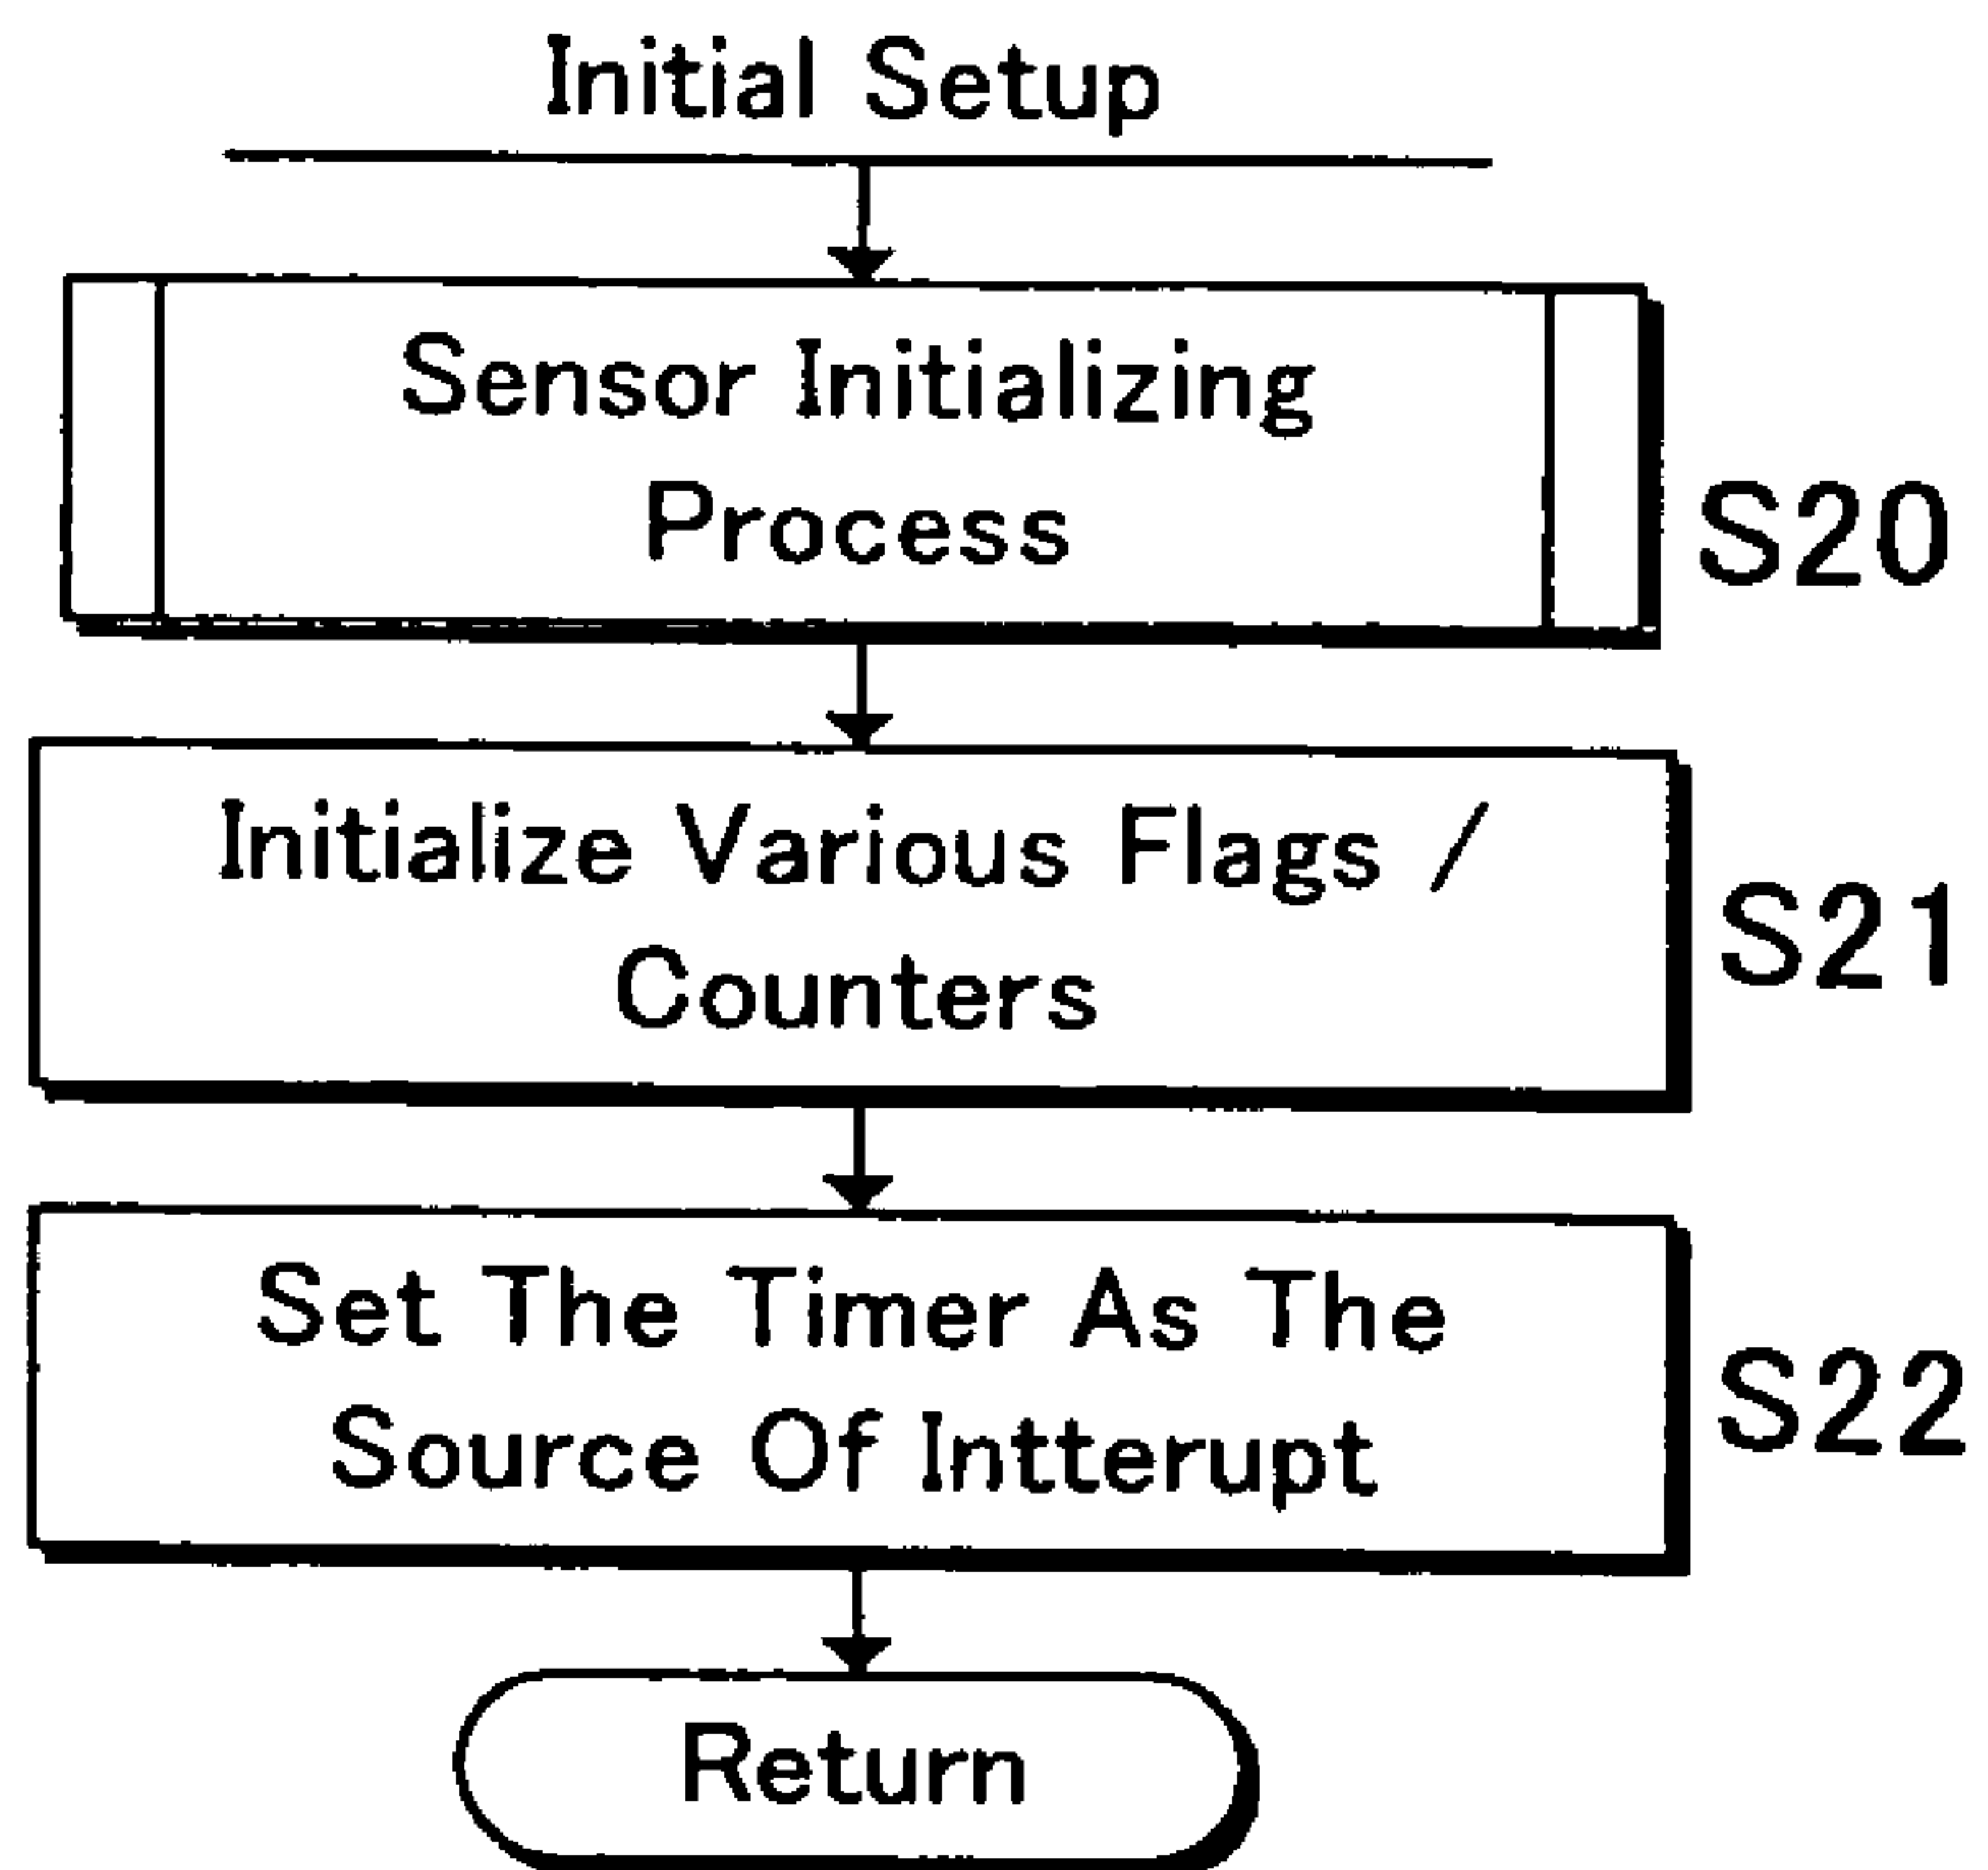 Initial Setup
Sensor Initializing
Process
S20
Initialize Various Flags /
Counters
S21
Set The Timer As The
Source Of Intterupt
S22
Return